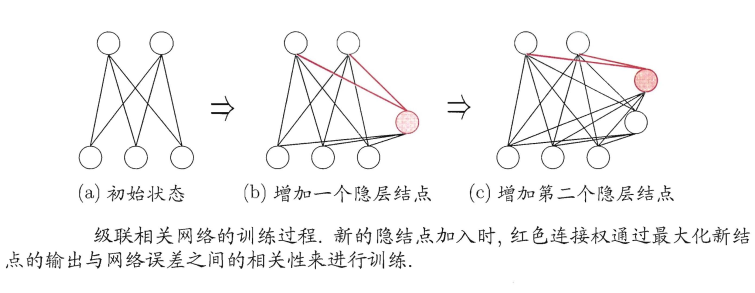 (a) 初始状态
(b) 增加一个隐层结点
(c) 增加第二个隐层结点
级联相关网络的训练过程. 新的隐结点加入时, 红色连接权通过最大化新结
点的输出与网络误差之间的相关性来进行训练.